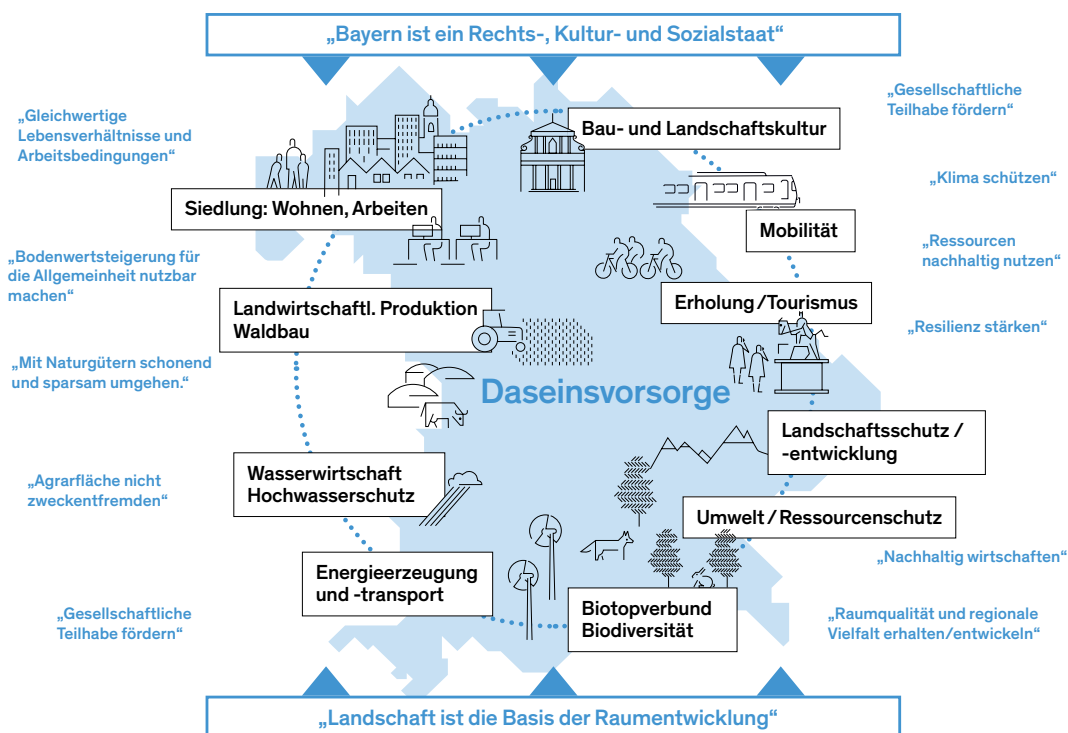 „Bayern ist ein Rechts-, Kultur- und Sozialstaat“
„Gleichwertige
Lebensverhältnisse und
Arbeitsbedingungen“
„Gesellschaftliche
Teilhabe fördern“
Bau- und Landschaftskultur
„Klima schützen“
Siedlung: Wohnen, Arbeiten
Mobilität
„Bodenwertsteigerung für
die Allgemeinheit nutzbar
machen“
„Ressourcen
nachhaltig nutzen“
Landwirtschaftl. Produktion
Waldbau
Erholung / Tourismus
„Resilienz stärken“
„Mit Naturgütern schonend
und sparsam umgehen.“
Daseinsvorsorge
Landschaftsschutz /
-entwicklung
Wasserwirtschaft
Hochwasserschutz
„Agrarfläche nicht
zweckentfremden“
Umwelt / Ressourcenschutz
„Nachhaltig wirtschaften“
Energieerzeugung
und -transport
Biotopverbund
Biodiversität
„Gesellschaftliche
Teilhabe fördern“
„Raumqualität und regionale
Vielfalt erhalten/entwickeln“
„Landschaft ist die Basis der Raumentwicklung“